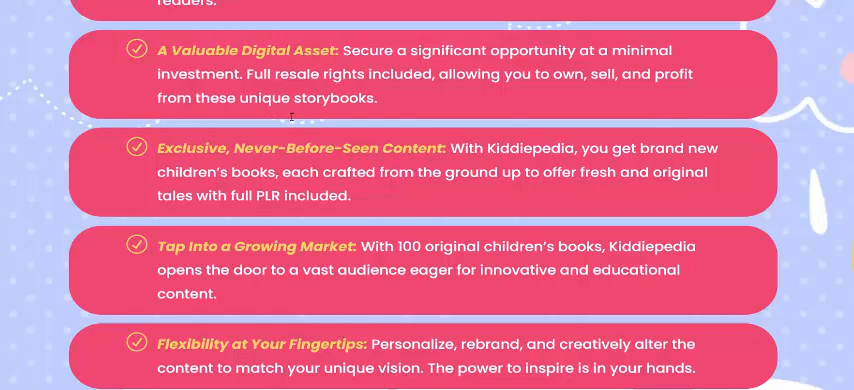 readers.
A Valuable Digital Asset: Secure a significant opportunity at a minimal
investment. Full resale rights included, allowing you to own, sell, and profit
from these unique storybooks.
Exclusive, Never-Before-Seen Content: With Kiddiepedia, you get brand new
children's books, each crafted from the ground up to offer fresh and original
tales with full PLR included.
Tap Into a Growing Market: With 100 original children's books, Kiddiepedia
opens the door to a vast audience eager for innovative and educational
content.
Flexibility at Your Fingertips: Personalize, rebrand, and creatively alter the
content to match your unique vision. The power to inspire is in your hands.